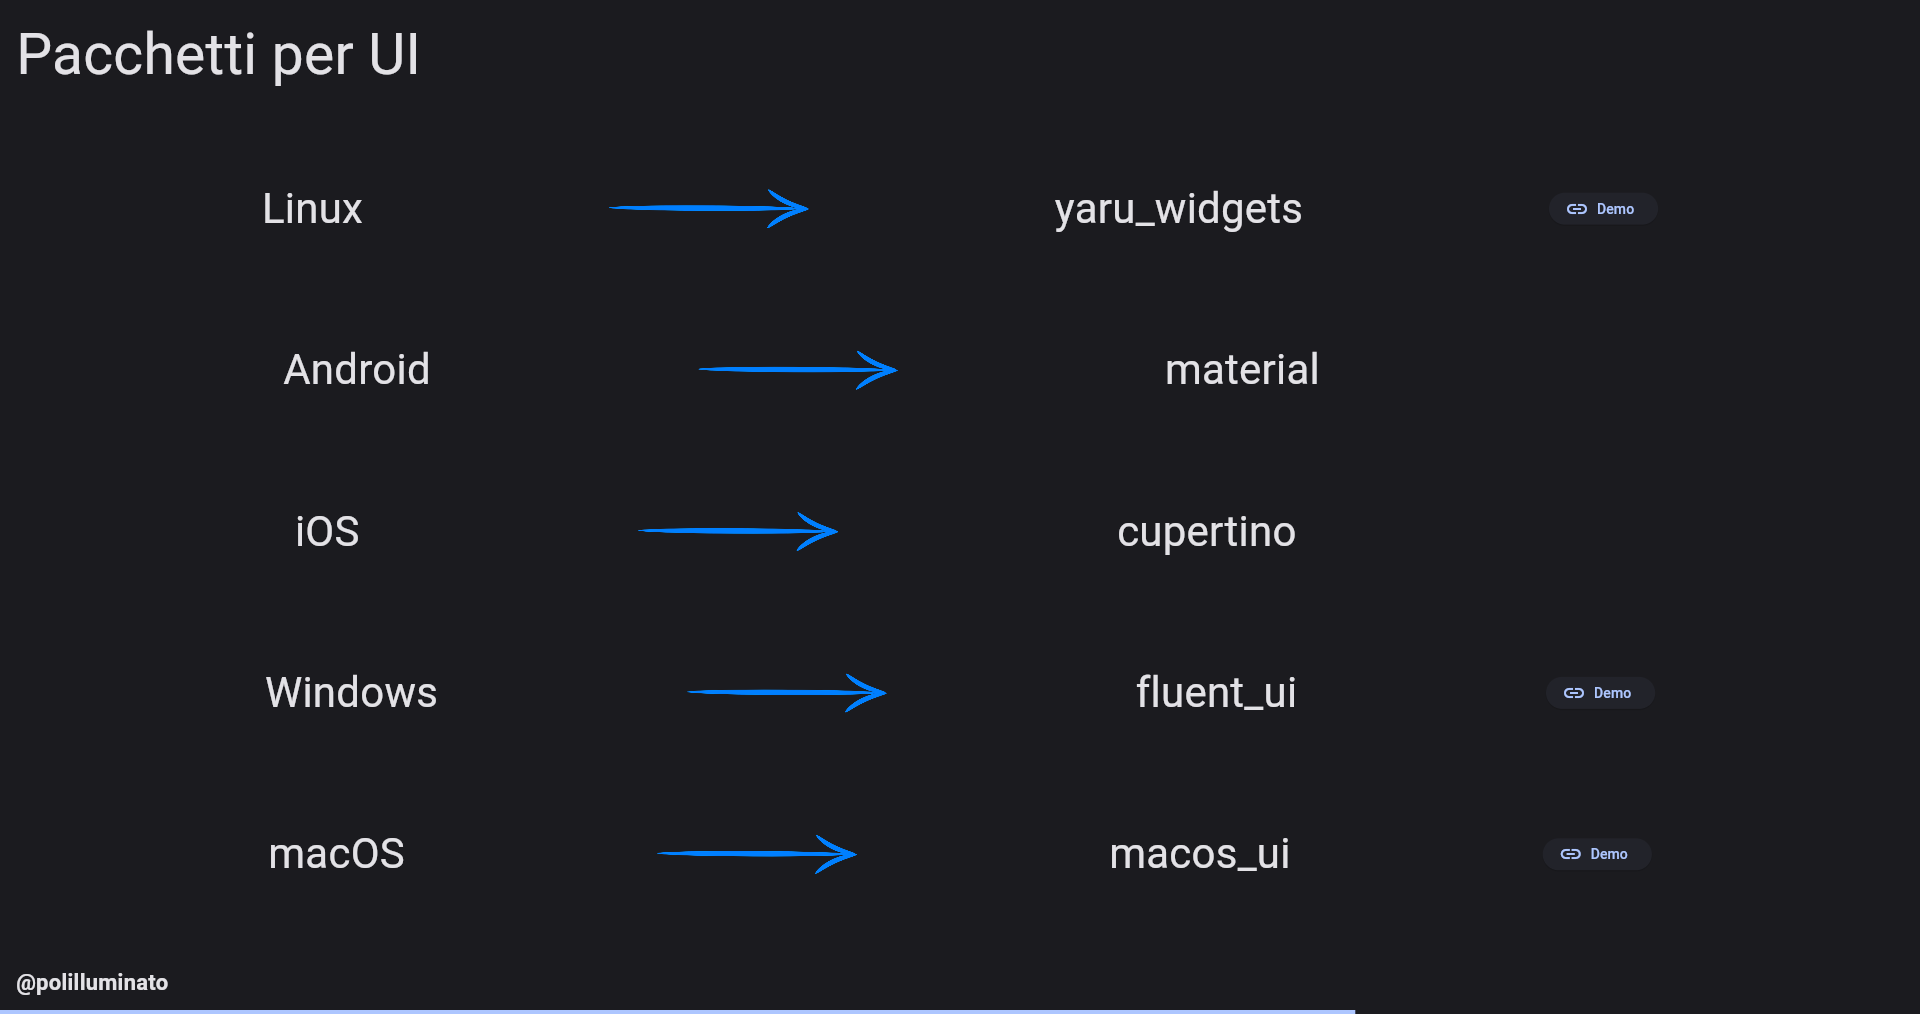 Pacchetti per UI
Linux yaru_widgets Demo
Android material
iOS cupertino
Windows fluent_ui Demo
macOS macos_ui Demo
@polilluminato